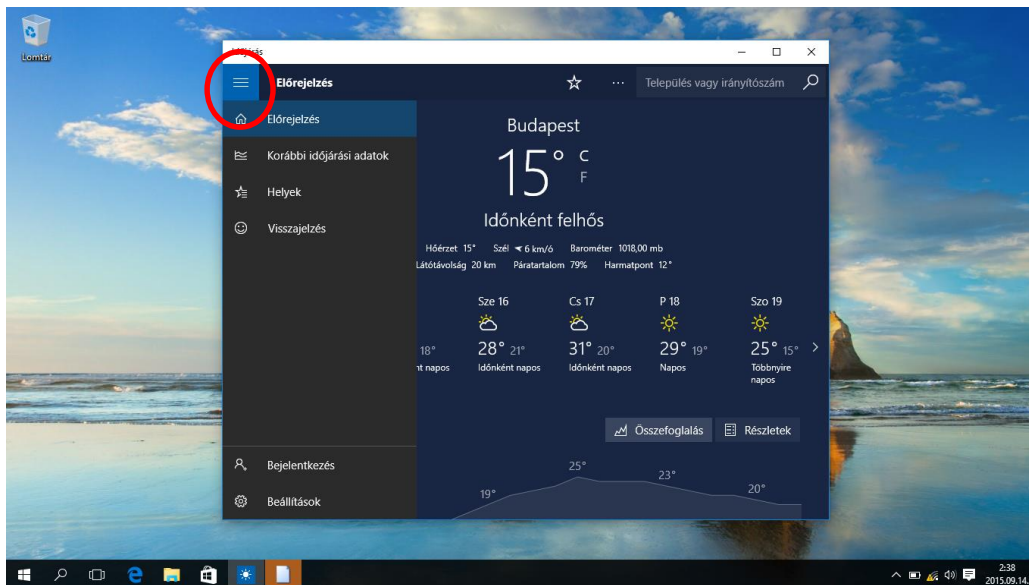 Lomtár
Időjárás
Előrejelzés
Település vagy irányítószám
Előrejelzés
Korábbi időjárási adatok
Helyek
Visszajelzés
Bejelentkezés
Beállítások
Budapest
15° C
F
Időnként felhős
Hőérzet 15° Szél 6 km/ó Barométer 1018,00 mb
Látótávolság 20 km Páratartalom 79% Harmatpont 12°
Sze 16 Cs 17 P 18 Szo 19
18° 28° 21° 31° 20° 29° 19° 25° 15°
nt napos Időnként napos Időnként napos Napos Többnyire
napos
Összefoglalás Részletek
19° 25° 23° 20°
2:38
2015.09.14.